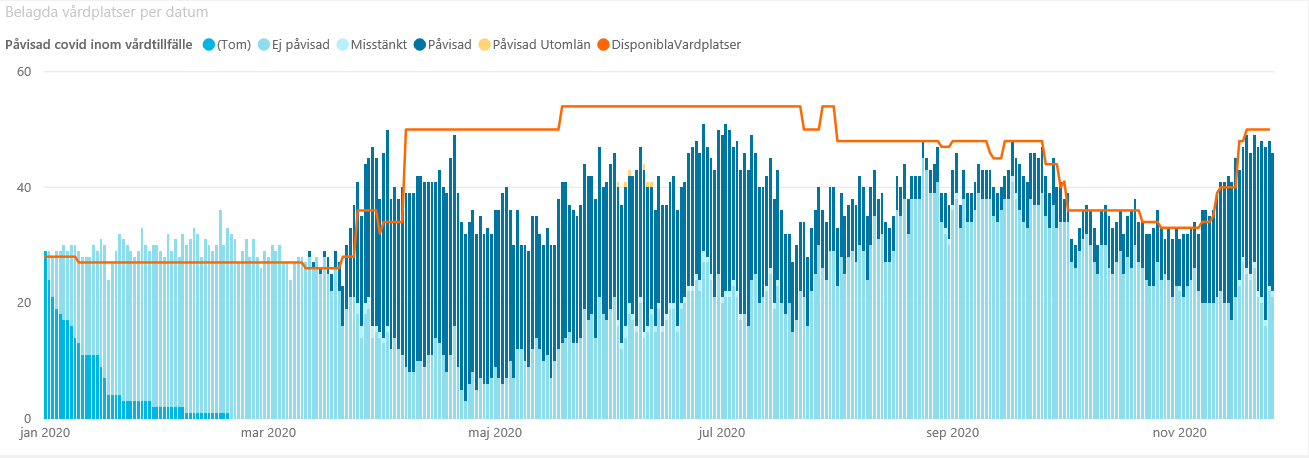 Belagda vårdplatser per datum
Påvisad covid inom vårdtillfälle (Tom) Ej påvisad Misstänkt Påvisad Påvisad Utomlän DisponiblaVardplatser
60
40
20
0
jan 2020 mar 2020 maj 2020 jul 2020 sep 2020 nov 2020